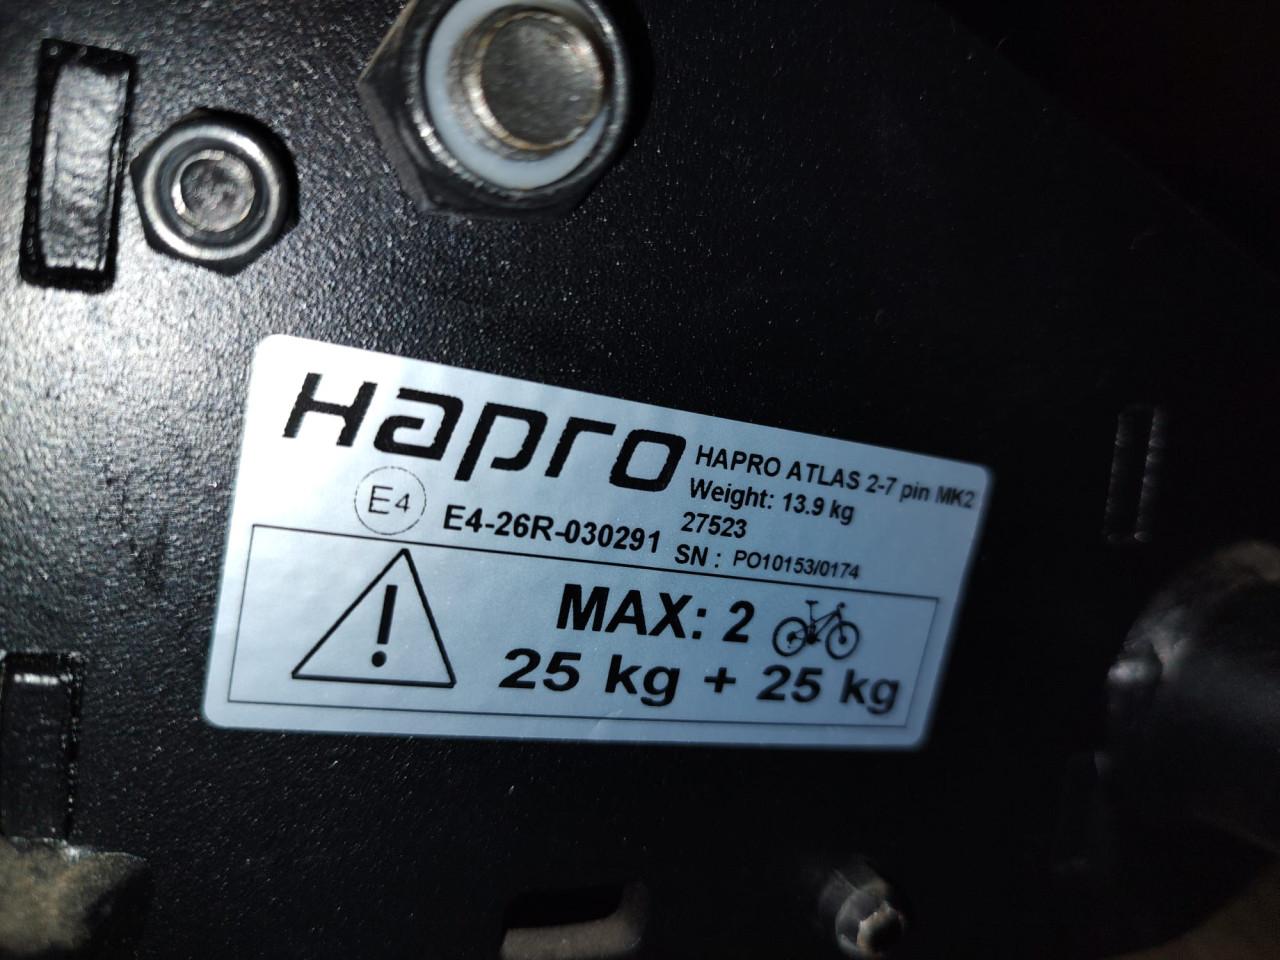 Hapro
HAPRO ATLAS 2-7 pin MK2
Weight: 13.9 kg
27523
SN : PO10153/0174
E4
E4-26R-030291
!
MAX: 2
25 kg + 25 kg